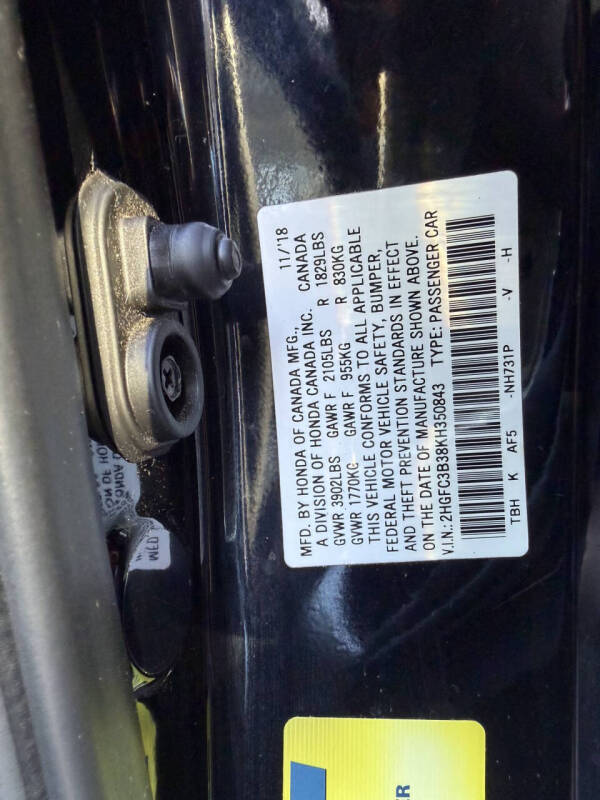 MFD. BY HONDA OF CANADA MFG., 11/'18
A DIVISION OF HONDA CANADA INC. CANADA
GVWR 3902LBS GAWR F 2105LBS R 1829LBS
GVWR 1770KG GAWR F 955KG R 830KG
THIS VEHICLE CONFORMS TO ALL APPLICABLE
FEDERAL MOTOR VEHICLE SAFETY, BUMPER,
AND THEFT PREVENTION STANDARDS IN EFFECT
ON THE DATE OF MANUFACTURE SHOWN ABOVE.
V.I.N.: 2HGFC3B38KH350843 TYPE: PASSENGER CAR
TBH K AF5 -NH731P -V -H